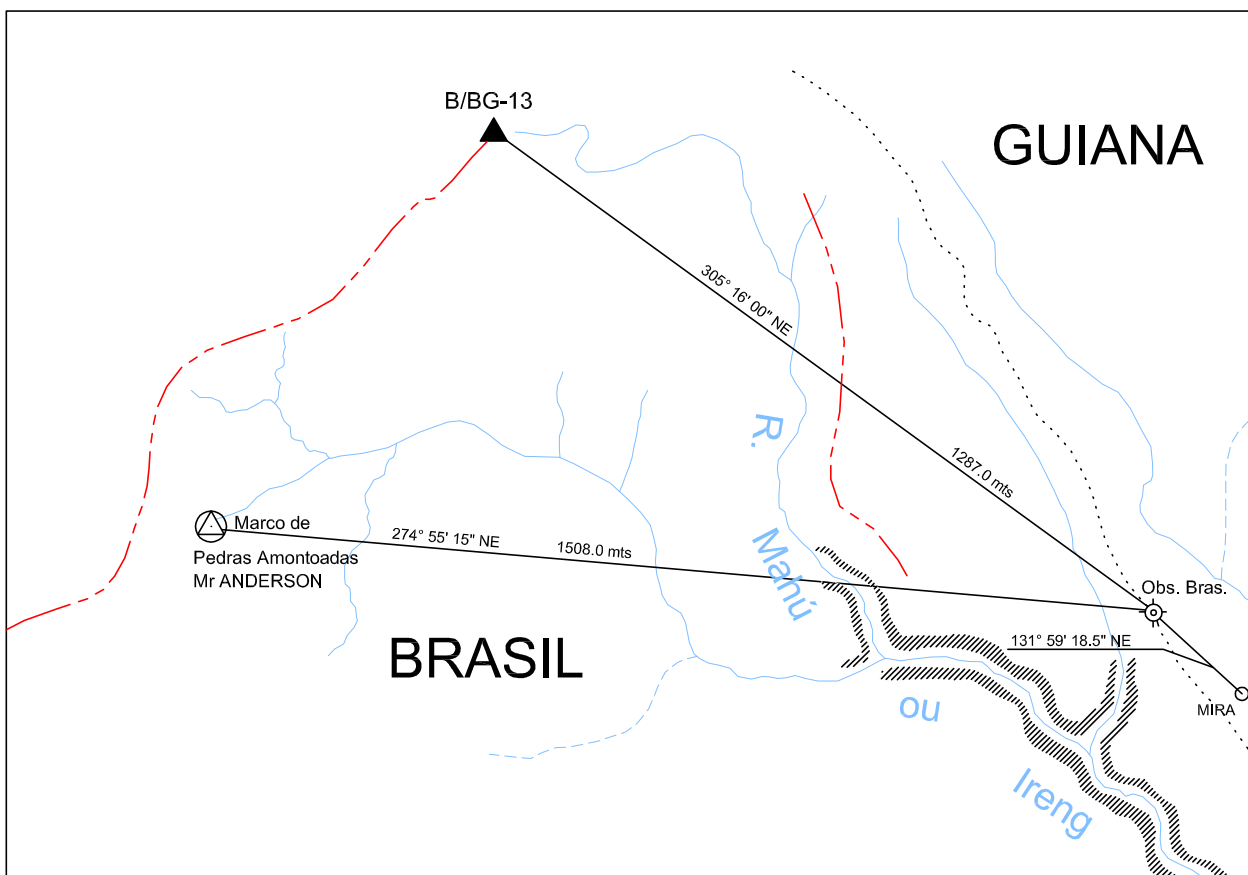 B/BG-13
GUIANA
305° 16' 00" NE
1287.0 mts
R.
Mahú
ou
Ireng
Marco de
Pedras Amontoadas
Mr ANDERSON
274° 55' 15" NE
1508.0 mts
Obs. Bras.
131° 59' 18.5" NE
MIRA
BRASIL